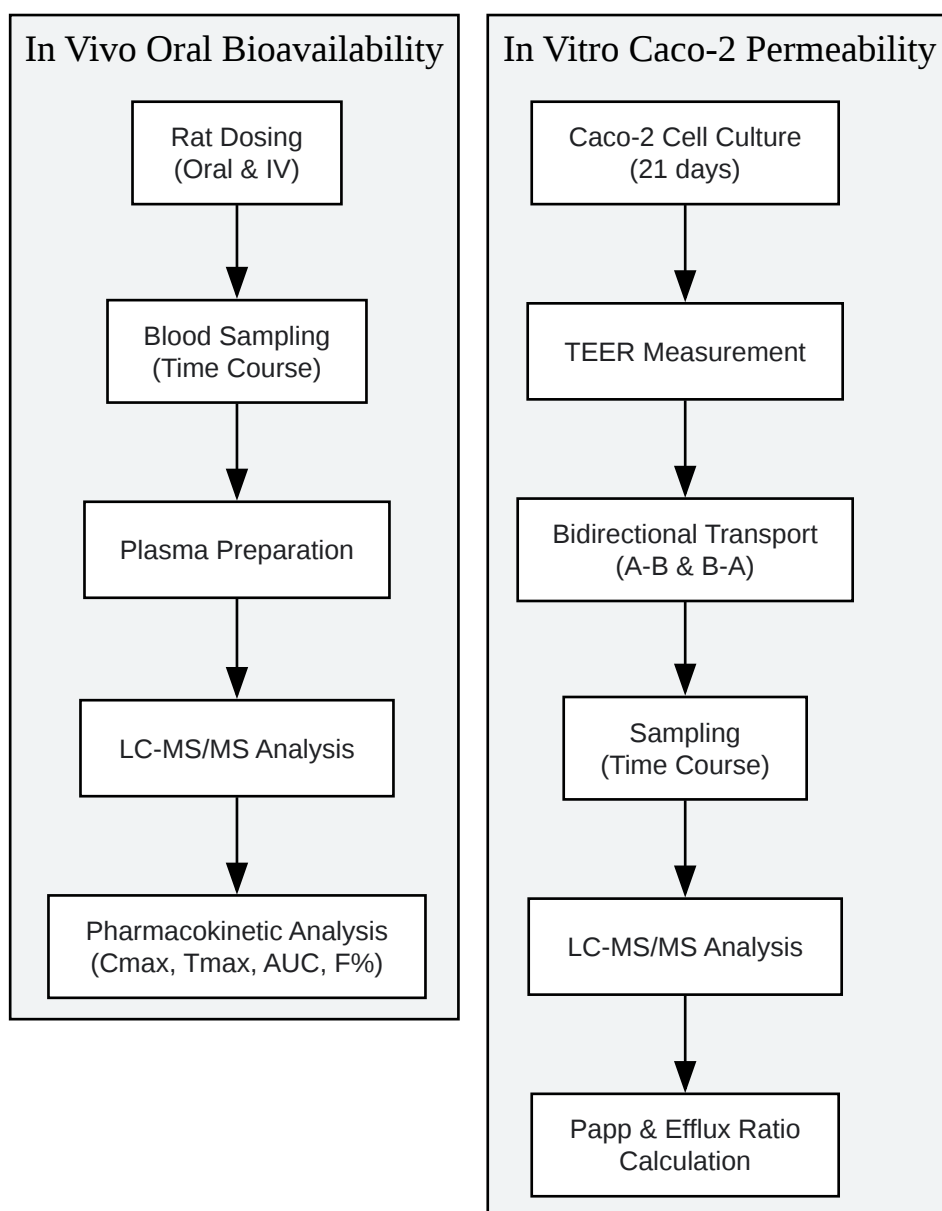 In Vivo Oral Bioavailability
Rat Dosing
(Oral & IV)
Blood Sampling
(Time Course)
Plasma Preparation
LC-MS/MS Analysis
Pharmacokinetic Analysis
(Cmax, Tmax, AUC, F%)
In Vitro Caco-2 Permeability
Caco-2 Cell Culture
(21 days)
TEER Measurement
Bidirectional Transport
(A-B & B-A)
Sampling
(Time Course)
LC-MS/MS Analysis
Papp & Efflux Ratio
Calculation